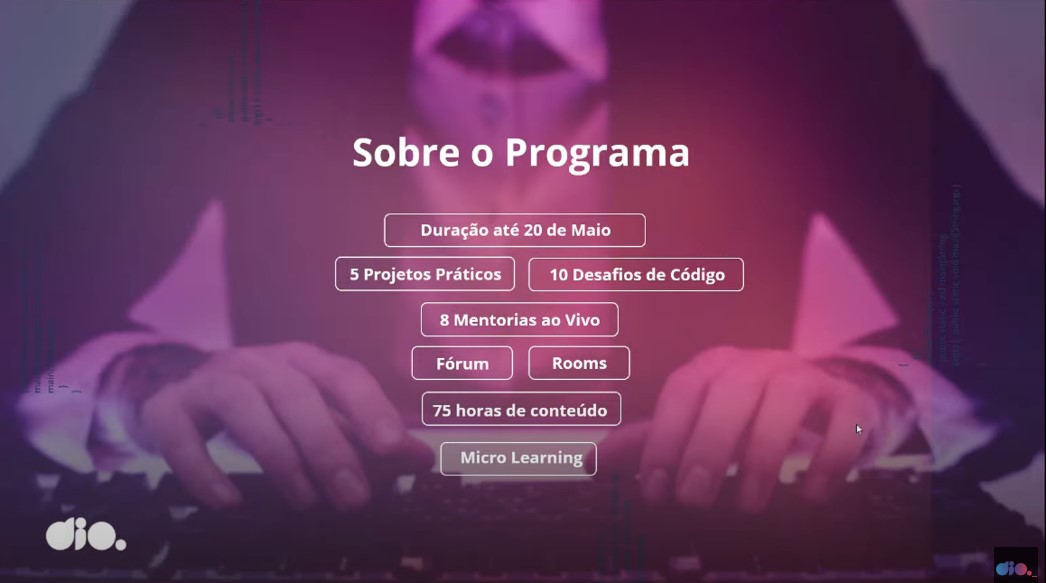 Sobre o Programa
Duração até 20 de Maio
5 Projetos Práticos
10 Desafios de Código
8 Mentorias ao Vivo
Fórum
Rooms
75 horas de conteúdo
Micro Learning
dio.
dio.